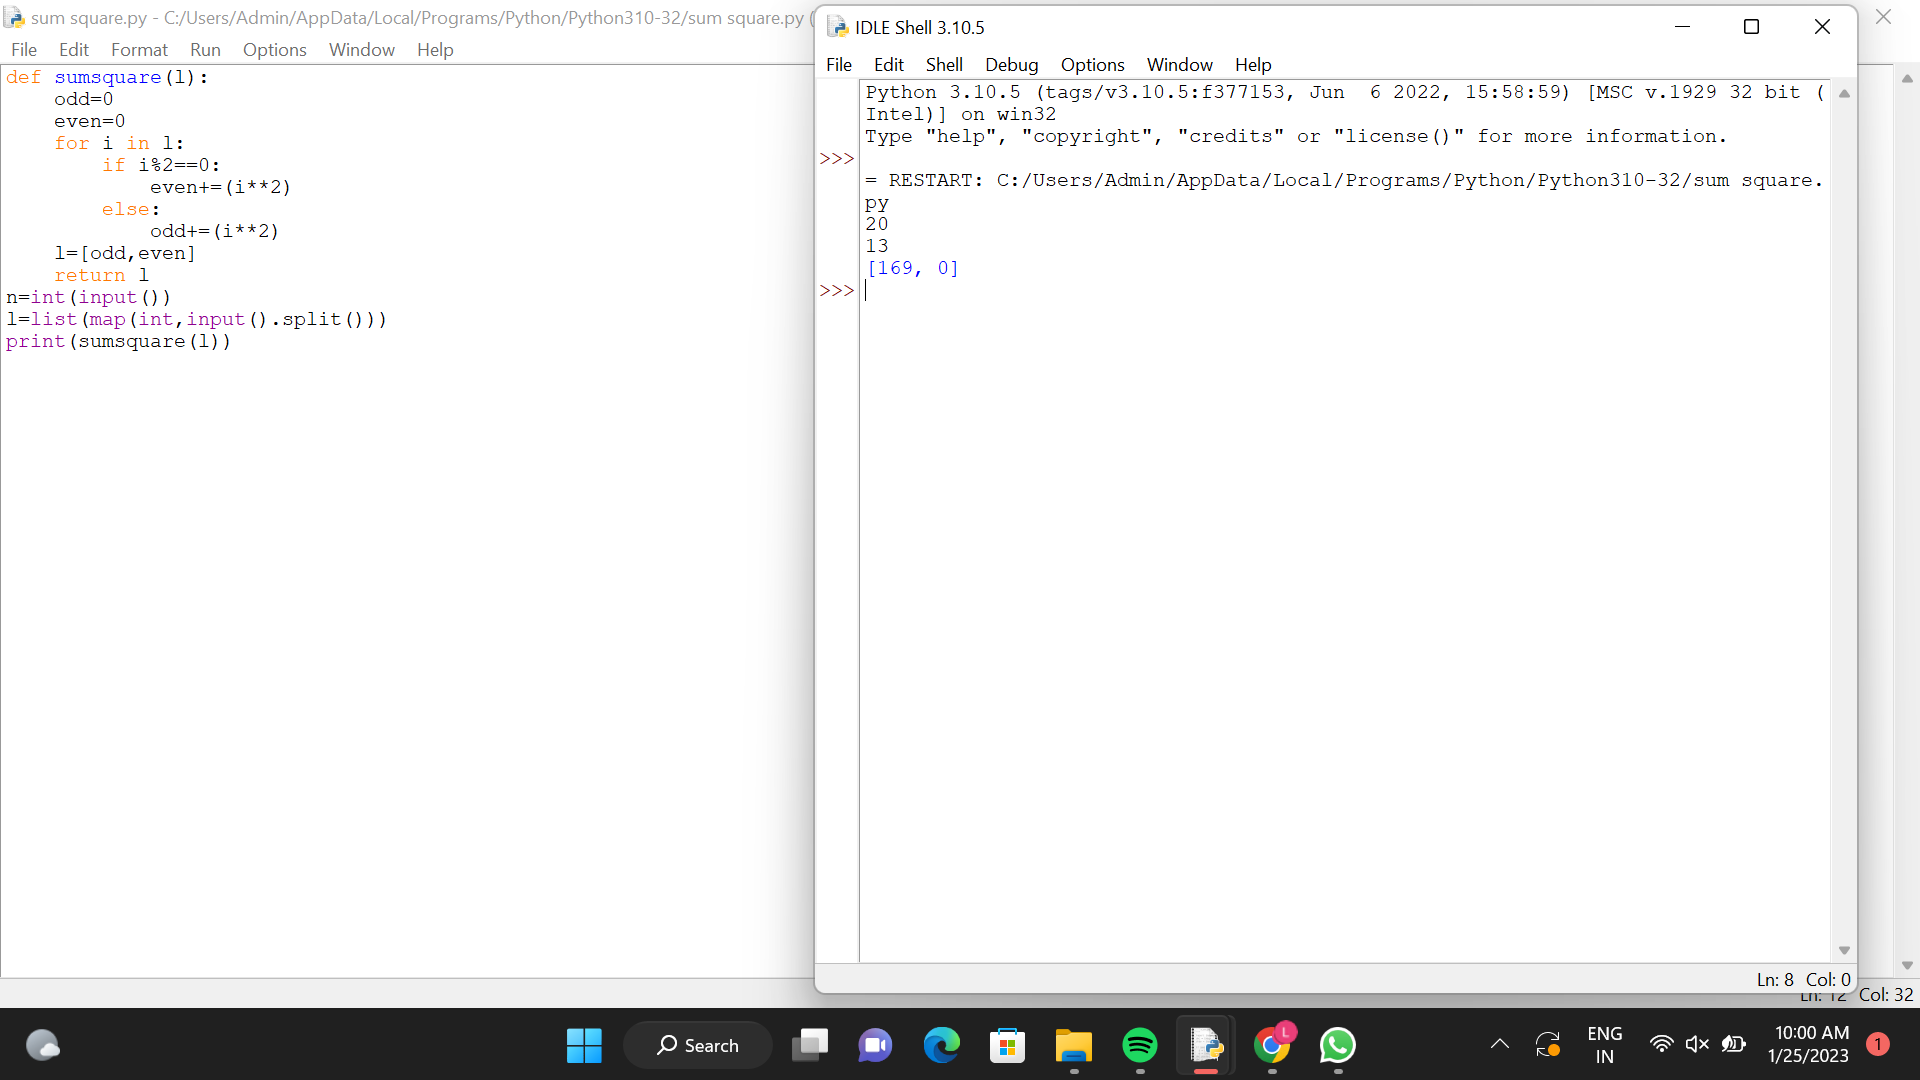 sum square.py - C:/Users/Admin/AppData/Local/Programs/Python/Python310-32/sum square.py (
File Edit Format Run Options Window Help
def sumsquare(l):
    odd=0
    even=0
    for i in l:
        if i%2==0:
            even+=(i**2)
        else:
            odd+=(i**2)
    l=[odd,even]
    return l
n=int(input())
l=list(map(int,input().split()))
print(sumsquare(l))
IDLE Shell 3.10.5
File Edit Shell Debug Options Window Help
Python 3.10.5 (tags/v3.10.5:f377153, Jun  6 2022, 15:58:59) [MSC v.1929 32 bit (
Intel)] on win32
Type "help", "copyright", "credits" or "license()" for more information.
>>>
= RESTART: C:/Users/Admin/AppData/Local/Programs/Python/Python310-32/sum square.
py
20
13
[169, 0]
>>>
Ln: 8 Col: 0
Ln: 12 Col: 32
Search
L
ENG
IN
10:00 AM
1/25/2023
1